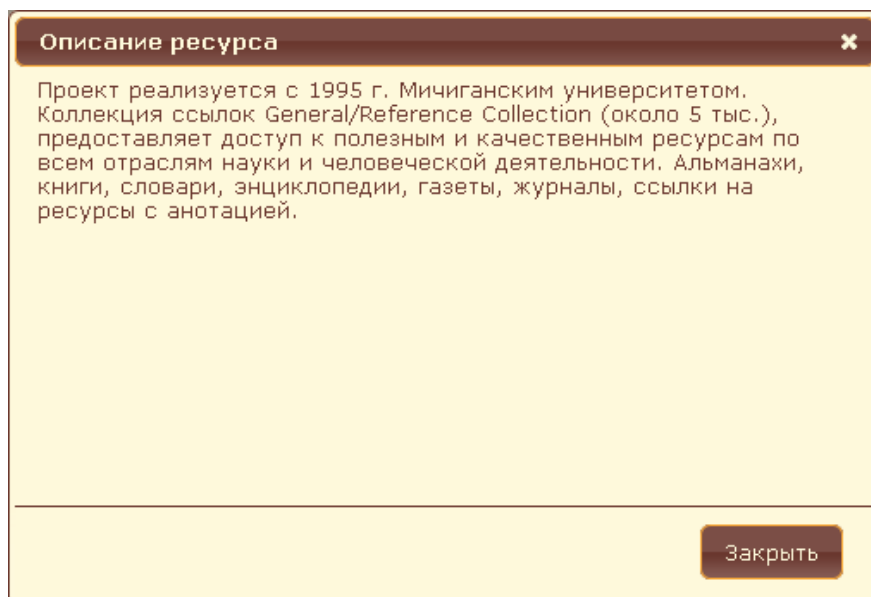 Описание ресурса
Проект реализуется с 1995 г. Мичиганским университетом.
Коллекция ссылок General/Reference Collection (около 5 тыс.),
предоставляет доступ к полезным и качественным ресурсам по
всем отраслям науки и человеческой деятельности. Альманахи,
книги, словари, энциклопедии, газеты, журналы, ссылки на
ресурсы с анотацией.
Закрыть